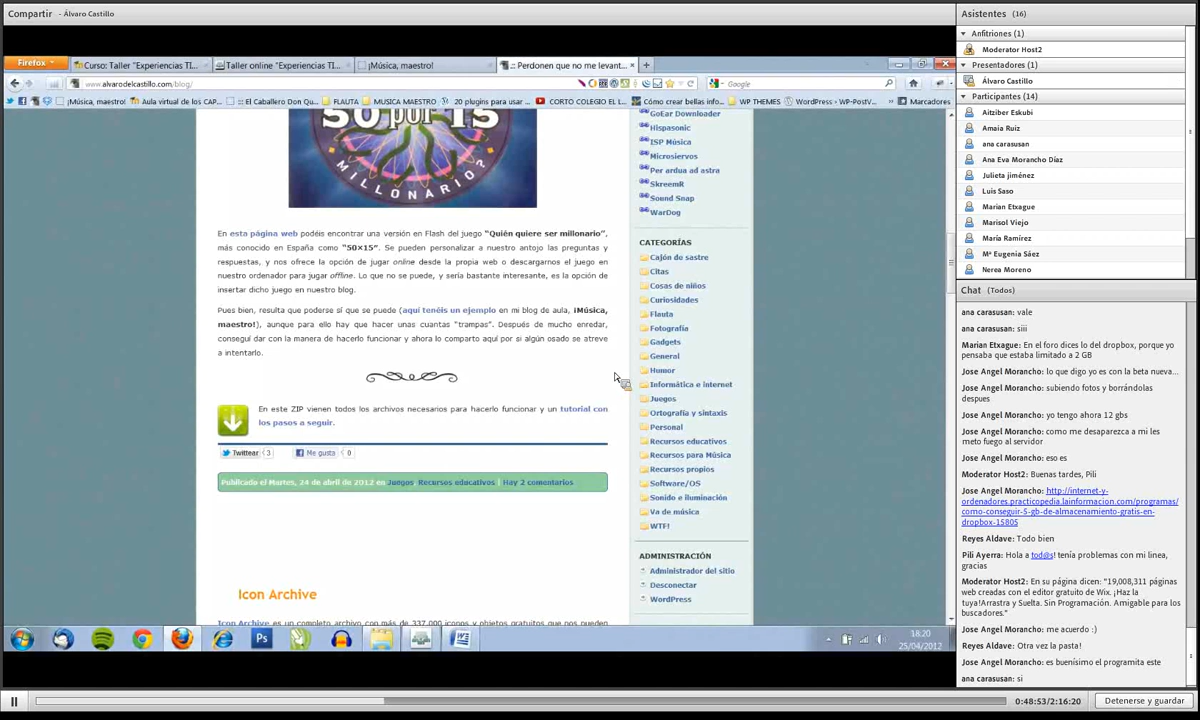 Compartir - Álvaro Castillo
Firefox
Curso: Taller "Experiencias TI...
Taller online "Experiencias TI...
¡Música, maestro!
.:: Perdonen que no me levant...
www.alvarodelcastillo.com/blog/
Google
¡Música, maestro!
Aula virtual de los CAP...
El Caballero Don Qu...
FLAUTA
MUSICA MAESTRO
20 plugins para usar ...
CORTO COLEGIO EL L...
Cómo crear bellas info...
WP THEMES
WordPress › WP-PostV...
Marcadores
50 por 15
MILLONARIO?
En esta página web podéis encontrar una versión en Flash del juego "Quién quiere ser millonario",
más conocido en España como "50×15". Se pueden personalizar a nuestro antojo las preguntas y
respuestas, y nos ofrece la opción de jugar online desde la propia web o descargarnos el juego en
nuestro ordenador para jugar offline. Lo que no se puede, y sería bastante interesante, es la opción de
insertar dicho juego en nuestro blog.
Pues bien, resulta que poderse sí que se puede (aquí tenéis un ejemplo en mi blog de aula, ¡Música,
maestro!), aunque para ello hay que hacer unas cuantas "trampas". Después de mucho enredar,
conseguí dar con la manera de hacerlo funcionar y ahora lo comparto aquí por si algún osado se atreve
a intentarlo.
En este ZIP vienen todos los archivos necesarios para hacerlo funcionar y un tutorial con
los pasos a seguir.
Twittear 3
Me gusta 0
Publicado el Martes, 24 de abril de 2012 en Juegos, Recursos educativos | Hay 2 comentarios
Icon Archive
Icon Archive es un completo archivo con más de 337.000 iconos y objetos gratuitos que nos pueden
GoEar Downloader
Hispasonic
ISP Música
Microsiervos
Per ardua ad astra
SkreemR
Sound Snap
WarDog
CATEGORÍAS
Cajón de sastre
Citas
Cosas de niños
Curiosidades
Flauta
Fotografía
Gadgets
General
Humor
Informática e internet
Juegos
Ortografía y sintaxis
Personal
Recursos educativos
Recursos para Música
Recursos propios
Software/OS
Sonido e iluminación
Va de música
WTF!
ADMINISTRACIÓN
Administrador del sitio
Desconectar
WordPress
18:20
25/04/2012
Asistentes (16)
Anfitriones (1)
Moderator Host2
Presentadores (1)
Álvaro Castillo
Participantes (14)
Aitziber Eskubi
Amaia Ruiz
ana carasusan
Ana Eva Morancho Díaz
Julieta jiménez
Luis Saso
Marian Etxague
Marisol Viejo
María Ramírez
Mª Eugenia Sáez
Nerea Moreno
Chat (Todos)
ana carasusan: vale
ana carasusan: siii
Marian Etxague: En el foro dices lo del dropbox, porque yo
pensaba que estaba limitado a 2 GB
Jose Angel Morancho: lo que digo yo es con la beta nueva...
Jose Angel Morancho: subiendo fotos y borrándolas
despues
Jose Angel Morancho: yo tengo ahora 12 gbs
Jose Angel Morancho: como me desaparezca a mi les
meto fuego al servidor
Jose Angel Morancho: eso es
Moderator Host2: Buenas tardes, Pili
Jose Angel Morancho: http://internet-y-
ordenadores.practicopedia.lainformacion.com/programas/
como-conseguir-5-gb-de-almacenamiento-gratis-en-
dropbox-15805
Reyes Aldave: Todo bien
Pili Ayerra: Hola a tod@s! tenía problemas con mi linea,
gracias
Moderator Host2: En su página dicen: "19,008,311 páginas
web creadas con el editor gratuito de Wix. ¡Haz la
tuya!Arrastra y Suelta. Sin Programación. Amigable para los
buscadores."
Jose Angel Morancho: me acuerdo :)
Reyes Aldave: Otra vez la pasta!
Jose Angel Morancho: es buenísimo el programita este
ana carasusan: si
0:48:53/2:16:20
Detenerse y guardar